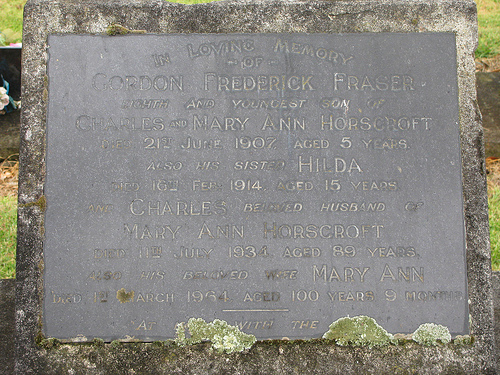 IN LOVING MEMORY
- OF -
GORDON FREDERICK FRASER
EIGHTH AND YOUNGEST SON OF
CHARLES AND MARY ANN HORSCROFT
DIED 21ST JUNE 1907 AGED 5 YEARS.
ALSO HIS SISTER HILDA
DIED 16TH FEB. 1914 AGED 15 YEARS
AND CHARLES BELOVED HUSBAND OF
MARY ANN HORSCROFT
DIED 11TH JULY 1934 AGED 89 YEARS.
ALSO HIS BELOVED WIFE MARY ANN
DIED MARCH 1964 AGED 100 YEARS 9 MONTHS
AT WITH THE